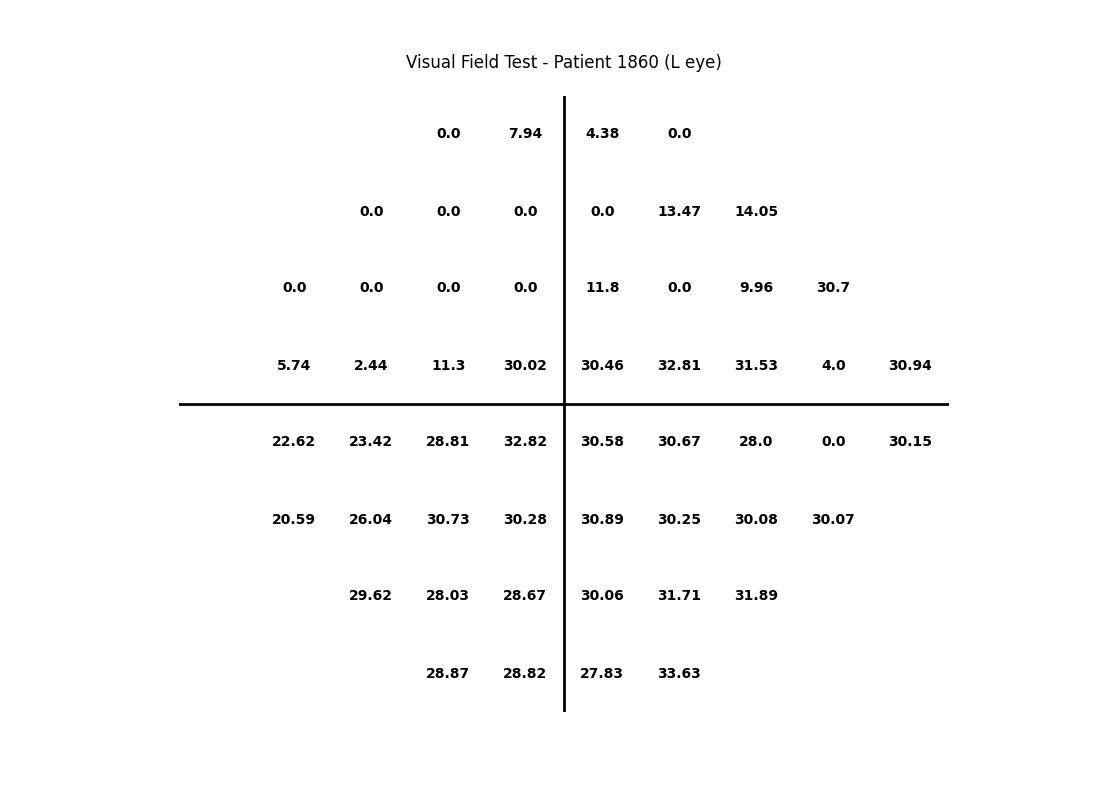 Visual Field Test - Patient 1860 (L eye)
0.0 7.94 4.38 0.0
0.0 0.0 0.0 0.0 13.47 14.05
0.0 0.0 0.0 0.0 11.8 0.0 9.96 30.7
5.74 2.44 11.3 30.02 30.46 32.81 31.53 4.0 30.94
22.62 23.42 28.81 32.82 30.58 30.67 28.0 0.0 30.15
20.59 26.04 30.73 30.28 30.89 30.25 30.08 30.07
29.62 28.03 28.67 30.06 31.71 31.89
28.87 28.82 27.83 33.63